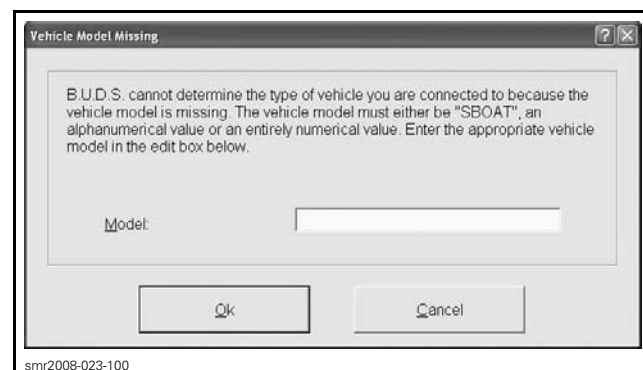 Vehicle Model Missing
B.U.D.S. cannot determine the type of vehicle you are connected to because the
vehicle model is missing. The vehicle model must either be "SBOAT", an
alphanumerical value or an entirely numerical value. Enter the appropriate vehicle
model in the edit box below.
Model:
Ok
Cancel
smr2008-023-100